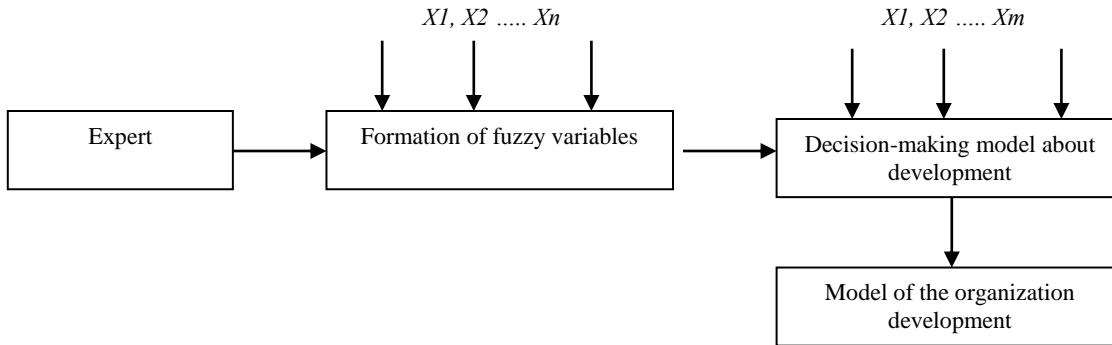 X1, X2 ..... Xn
X1, X2 ..... Xm
Expert
Formation of fuzzy variables
Decision-making model about
development
Model of the organization
development